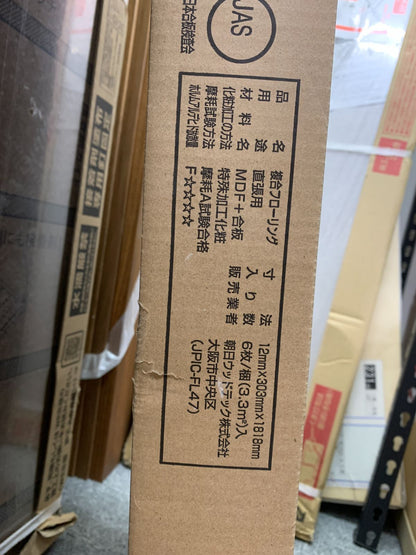 JAS
日本合板検査会
品名 複合フローリング
用途 直張用
材料名 MDF+合板
化粧加工の方法 特殊加工化粧
摩耗試験方法 摩耗A試験合格
ホルムアルデヒド放散量 F☆☆☆☆
寸法 12mm×303mm×1818mm
入り数 6枚/梱(3.3㎡)入
販売業者 朝日ウッドテック株式会社
大阪市中央区
(JPIC-FL47)